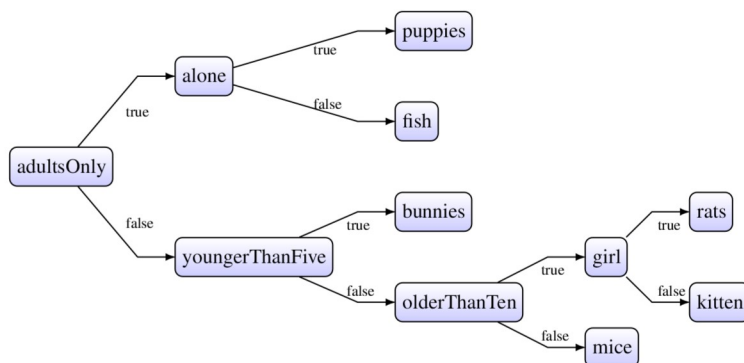 puppies
true
alone
false
fish
true
adultsOnly
false
bunnies
true
youngerThanFive
false
olderThanTen
true
girl
true
rats
false
kitten
false
mice